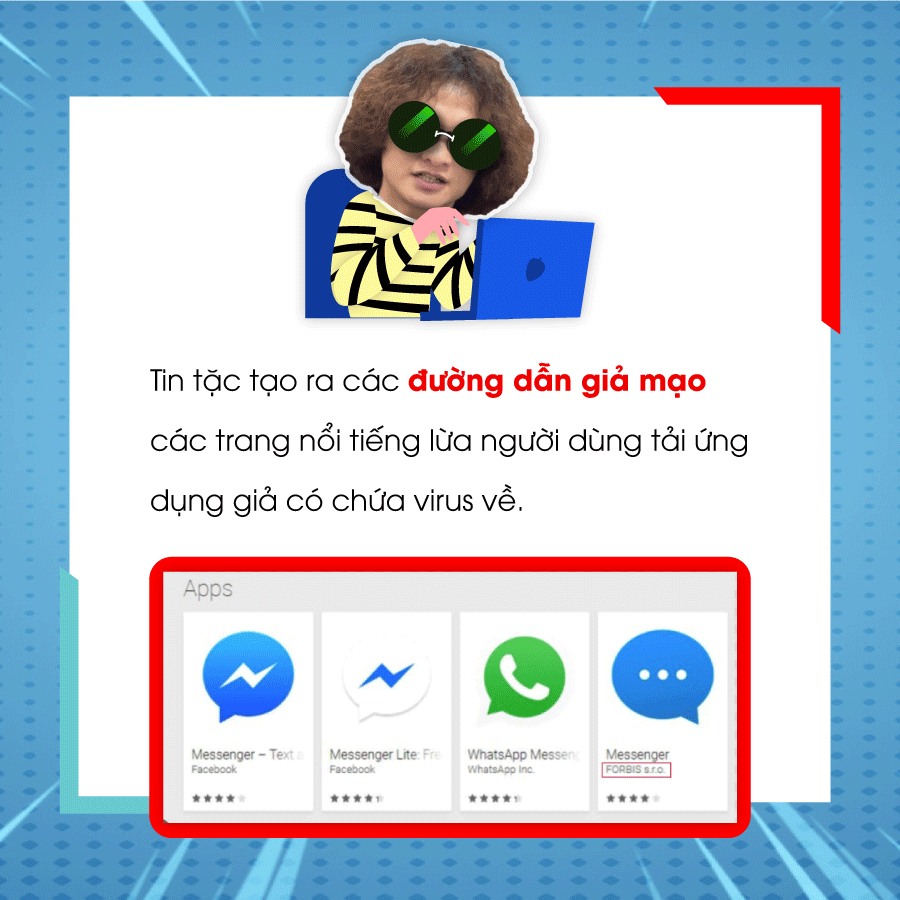 Tin tặc tạo ra các đường dẫn giả mạo
các trang nổi tiếng lừa người dùng tải ứng
dụng giả có chứa virus về.
Apps
Messenger – Text a
Facebook
Messenger Lite: Fre
Facebook
WhatsApp Messeng
WhatsApp Inc.
Messenger
FORBIS s.r.o.